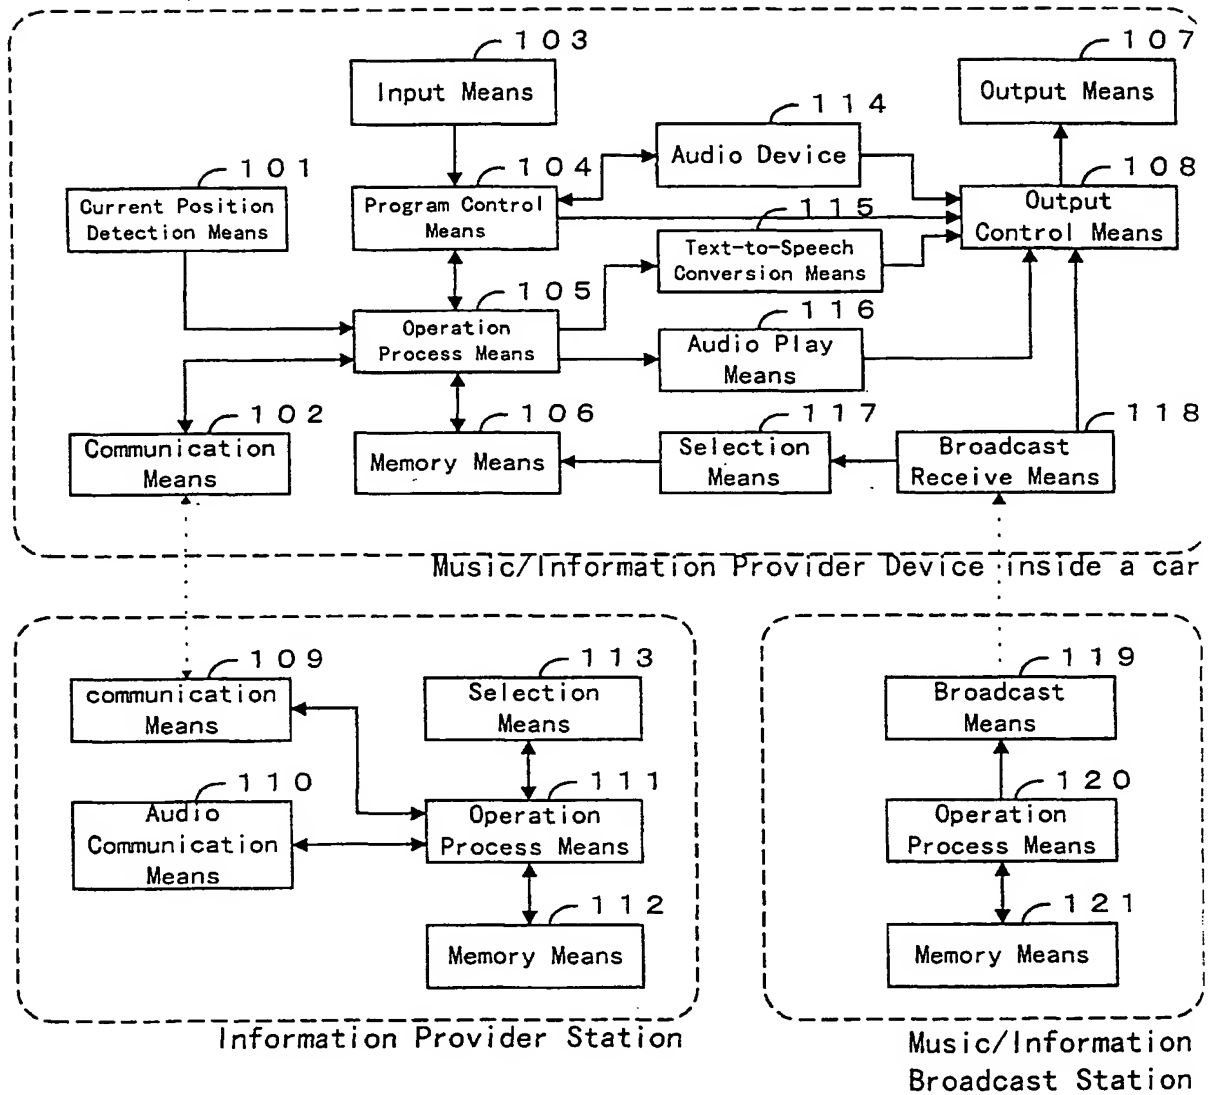 103
Input Means
107
Output Means
114
Audio Device
101
Current Position
Detection Means
104
Program Control
Means
108
Output
Control Means
115
Text-to-Speech
Conversion Means
105
Operation
Process Means
116
Audio Play
Means
102
Communication
Means
106
Memory Means
117
Selection
Means
118
Broadcast
Receive Means
Music/Information Provider Device inside a car
109
communication
Means
113
Selection
Means
110
Audio
Communication
Means
111
Operation
Process Means
112
Memory Means
Information Provider Station
119
Broadcast
Means
120
Operation
Process Means
121
Memory Means
Music/Information
Broadcast Station